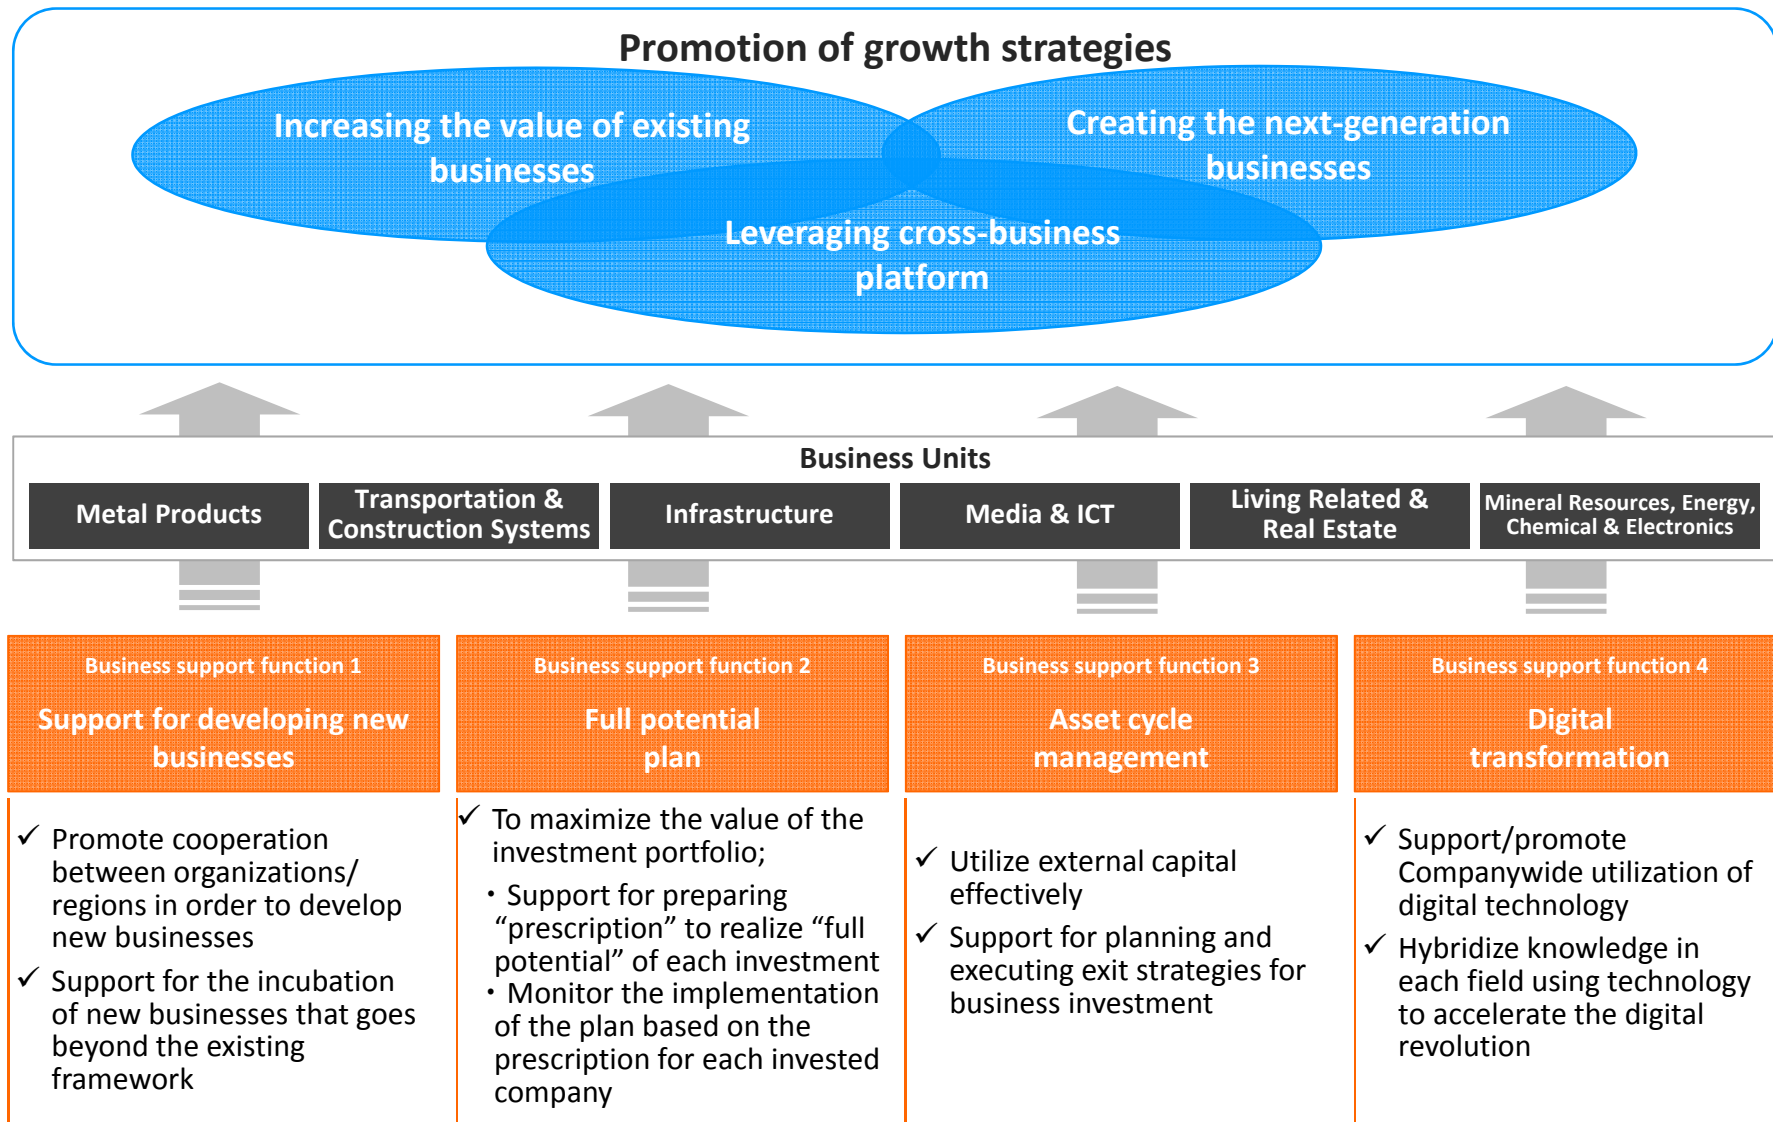 Promotion of growth strategies
Increasing the value of existing
businesses
Creating the next-generation
businesses
Leveraging cross-business
platform
Business Units
Metal Products
Transportation &
Construction Systems
Infrastructure
Media & ICT
Living Related &
Real Estate
Mineral Resources, Energy,
Chemical & Electronics
Business support function 1
Support for developing new
businesses
✓ Promote cooperation
between organizations/
regions in order to develop
new businesses
✓ Support for the incubation
of new businesses that goes
beyond the existing
framework
Business support function 2
Full potential
plan
✓ To maximize the value of the
investment portfolio;
・Support for preparing
“prescription” to realize “full
potential” of each investment
・Monitor the implementation
of the plan based on the
prescription for each invested
company
Business support function 3
Asset cycle
management
✓ Utilize external capital
effectively
✓ Support for planning and
executing exit strategies for
business investment
Business support function 4
Digital
transformation
✓ Support/promote
Companywide utilization of
digital technology
✓ Hybridize knowledge in
each field using technology
to accelerate the digital
revolution